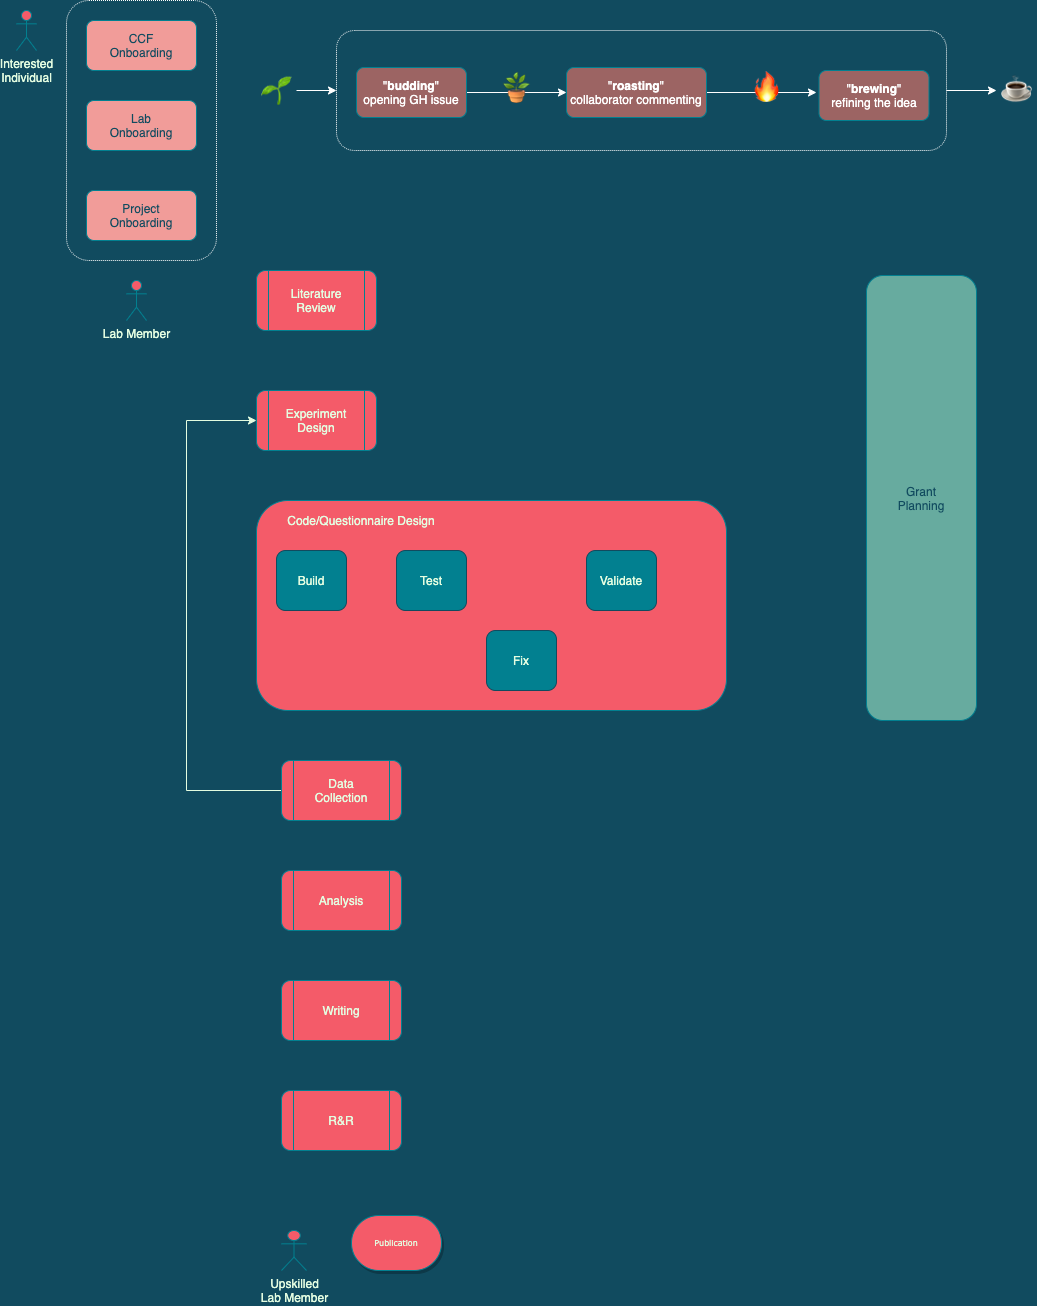 Interested
Individual
CCF
Onboarding
Lab
Onboarding
Project
Onboarding
"budding"
opening GH issue
"roasting"
collaborator commenting
"brewing"
refining the idea
Lab Member
Literature
Review
Experiment
Design
Grant
Planning
Code/Questionnaire Design
Build
Test
Validate
Fix
Data
Collection
Analysis
Writing
R&R
Publication
Upskilled
Lab Member